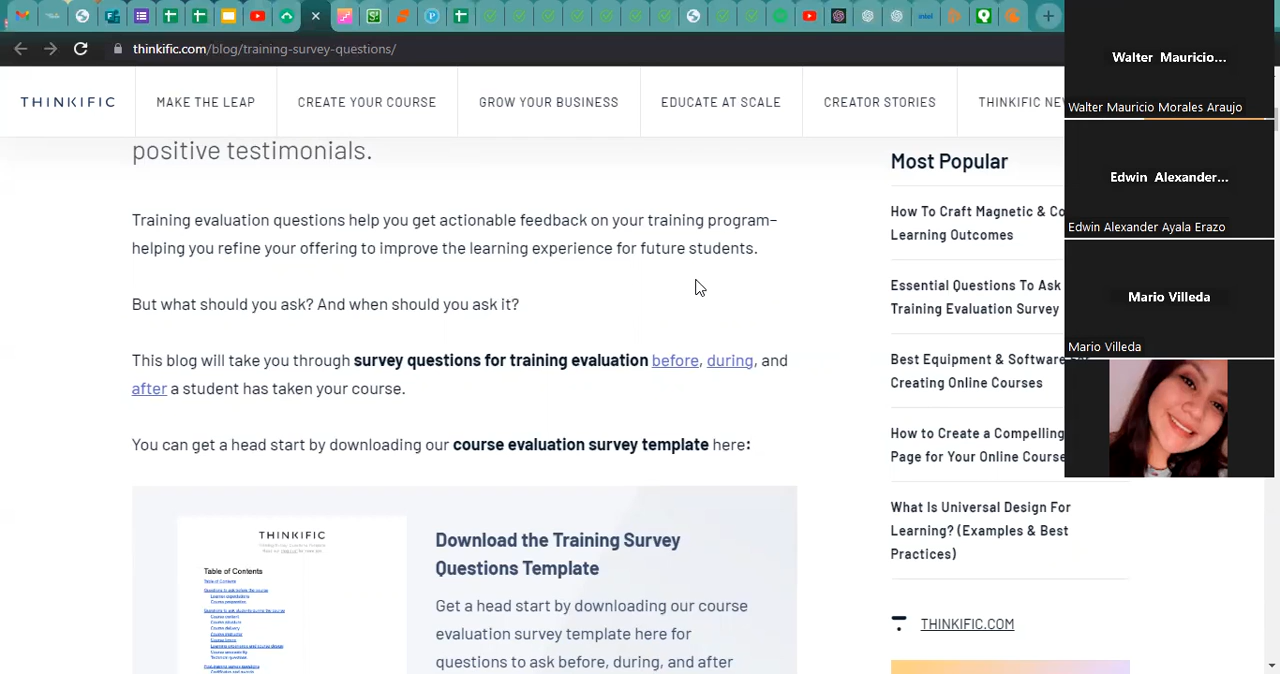 thinkific.com/blog/training-survey-questions/
THINKIFIC
MAKE THE LEAP
CREATE YOUR COURSE
GROW YOUR BUSINESS
EDUCATE AT SCALE
CREATOR STORIES
THINKIFIC NEW
positive testimonials.
Training evaluation questions help you get actionable feedback on your training program–
helping you refine your offering to improve the learning experience for future students.
But what should you ask? And when should you ask it?
This blog will take you through survey questions for training evaluation before, during, and
after a student has taken your course.
You can get a head start by downloading our course evaluation survey template here:
THINKIFIC
Table of Contents
Download the Training Survey
Questions Template
Get a head start by downloading our course
evaluation survey template here for
questions to ask before, during, and after
Most Popular
How To Craft Magnetic & Co
Learning Outcomes
Essential Questions To Ask
Training Evaluation Survey
Best Equipment & Software For
Creating Online Courses
How to Create a Compelling
Page for Your Online Course
What Is Universal Design For
Learning? (Examples & Best
Practices)
THINKIFIC.COM
Walter Mauricio...
Walter Mauricio Morales Araujo
Edwin Alexander...
Edwin Alexander Ayala Erazo
Mario Villeda
Mario Villeda